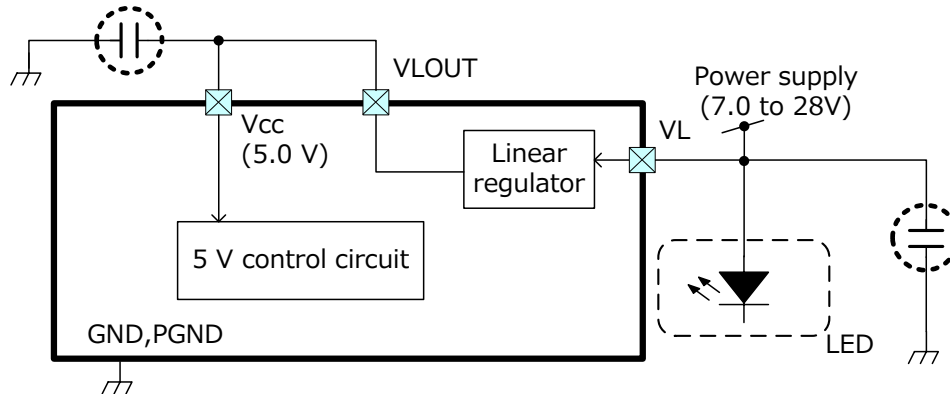 VLOUT
Power supply
(7.0 to 28V)
Vcc
(5.0 V)
VL
Linear
regulator
5 V control circuit
GND,PGND
LED